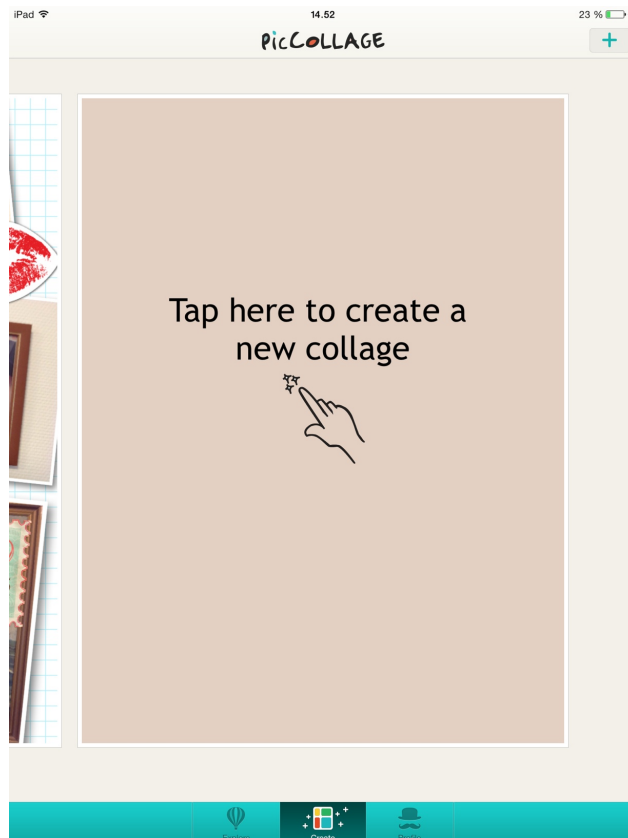 iPad
14.52
23 %
PicCOLLAGE
Tap here to create a
new collage
Create